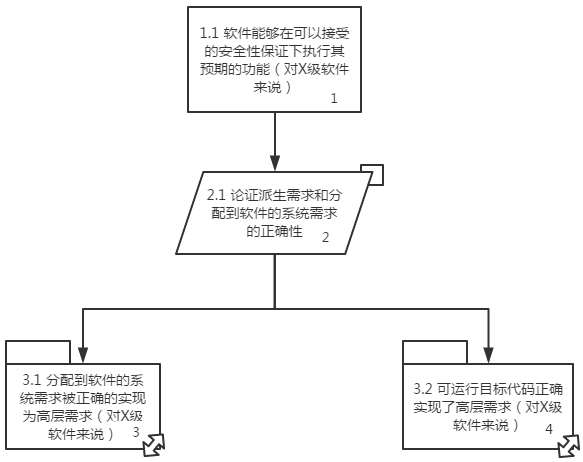 1.1 软件能够在可以接受
的安全性保证下执行其
预期的功能（对X级软件
来说）
1
2.1 论证派生需求和分
配到软件的系统需求
的正确性
2
3.1 分配到软件的系
统需求被正确的实现
为高层需求（对X级
软件来说）
3
3.2 可运行目标代码正确
实现了高层需求（对X级
软件来说）
4